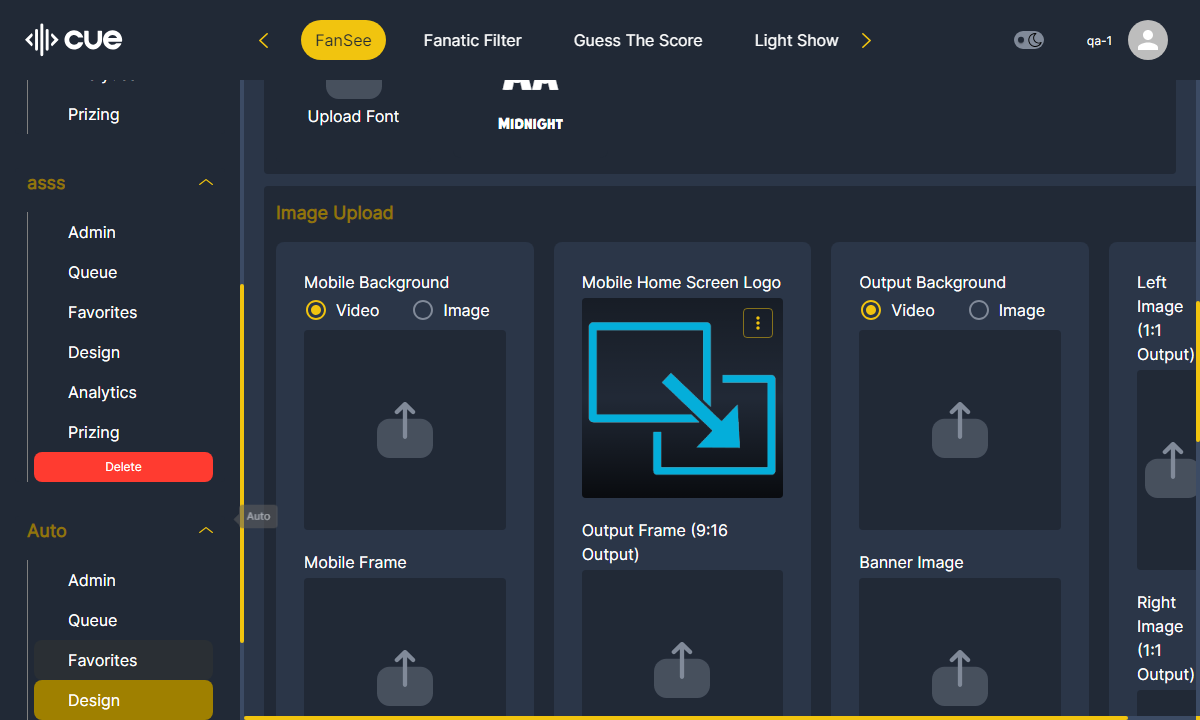 cue
FanSee
Fanatic Filter
Guess The Score
Light Show
qa-1
Prizing
asss
Admin
Queue
Favorites
Design
Analytics
Prizing
Delete
Auto
Admin
Queue
Favorites
Design
Auto
Upload Font
AA
MIDNIGHT
Image Upload
Mobile Background
Video
Image
Mobile Frame
Mobile Home Screen Logo
Output Frame (9:16
Output)
Output Background
Video
Image
Banner Image
Left
Image
(1:1
Output)
Right
Image
(1:1
Output)